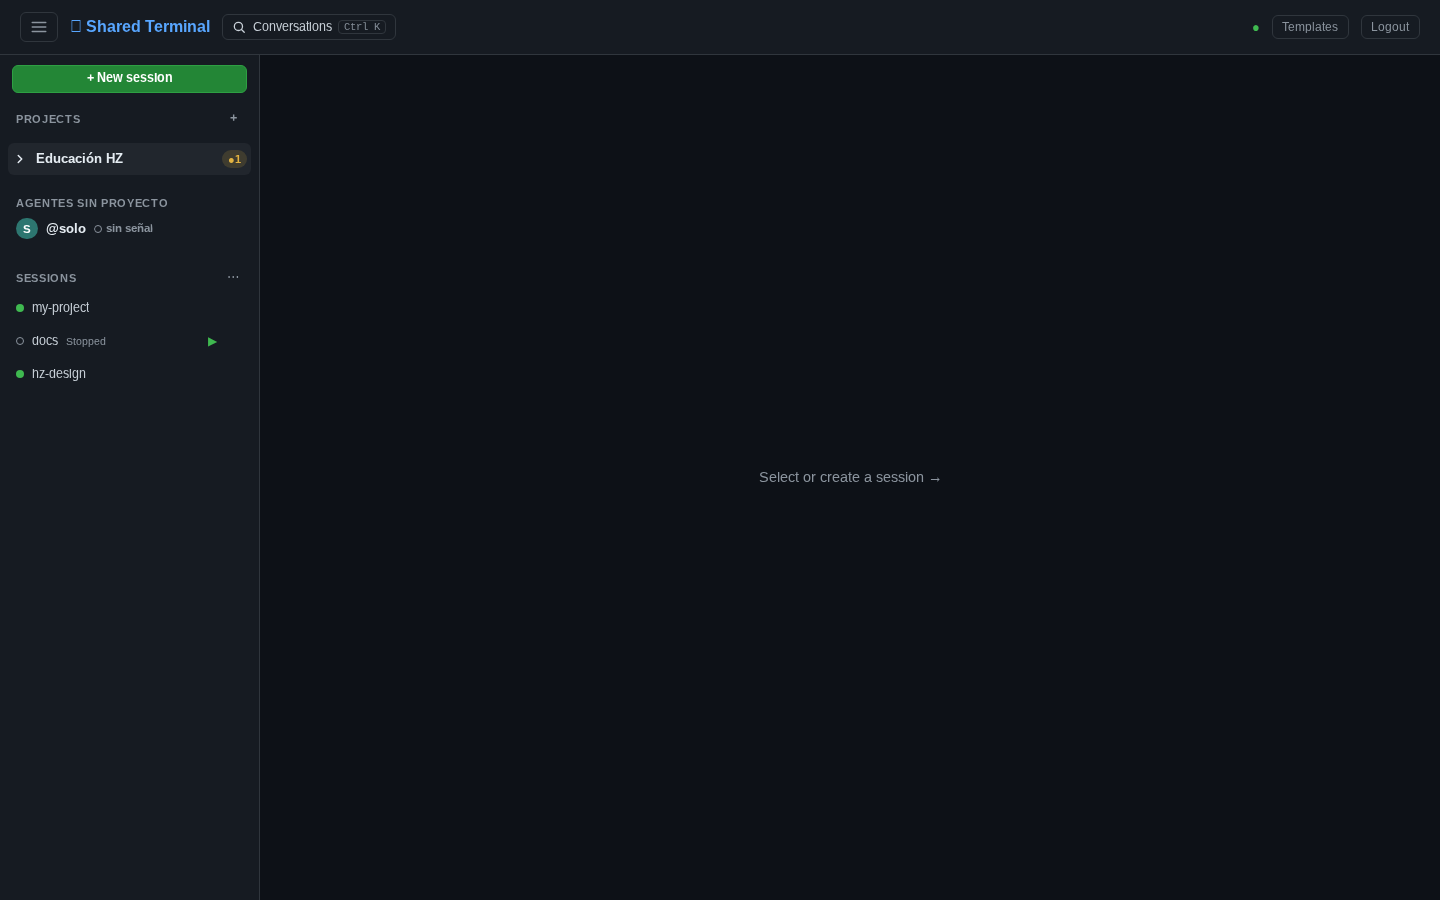 Shared Terminal
Conversations Ctrl K
Templates
Logout
+ New session
PROJECTS +
Educación HZ ●1
AGENTES SIN PROYECTO
S @solo sin señal
SESSIONS ...
my-project
docs Stopped
hz-design
Select or create a session →